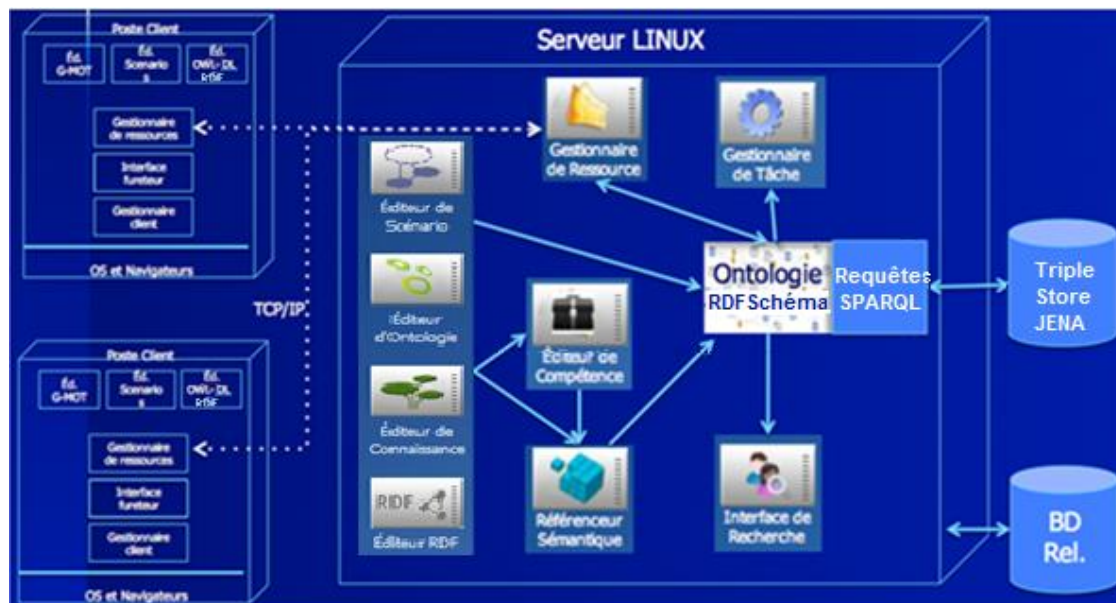 Poste Client
Éd.
G-MOT
Éd.
Scenario
s
Éd.
OWL-DL
RDF
Gestionnaire
de ressources
Interface
fureteur
Gestionnaire
client
OS et Navigateurs
TCP/IP
Poste Client
Éd.
G-MOT
Éd.
Scenario
s
Éd.
OWL-DL
RDF
Gestionnaire
de ressources
Interface
fureteur
Gestionnaire
client
OS et Navigateurs
Serveur LINUX
Gestionnaire
de Ressource
Gestionnaire
de Tâche
Éditeur de
Scénario
Éditeur
d'Ontologie
Éditeur de
Connaissance
RDF
Éditeur RDF
Éditeur de
Compétence
Référenceur
Sémantique
Ontologie
RDF Schéma
Requêtes
SPARQL
Interface de
Recherche
Triple
Store
JENA
BD
Rel.